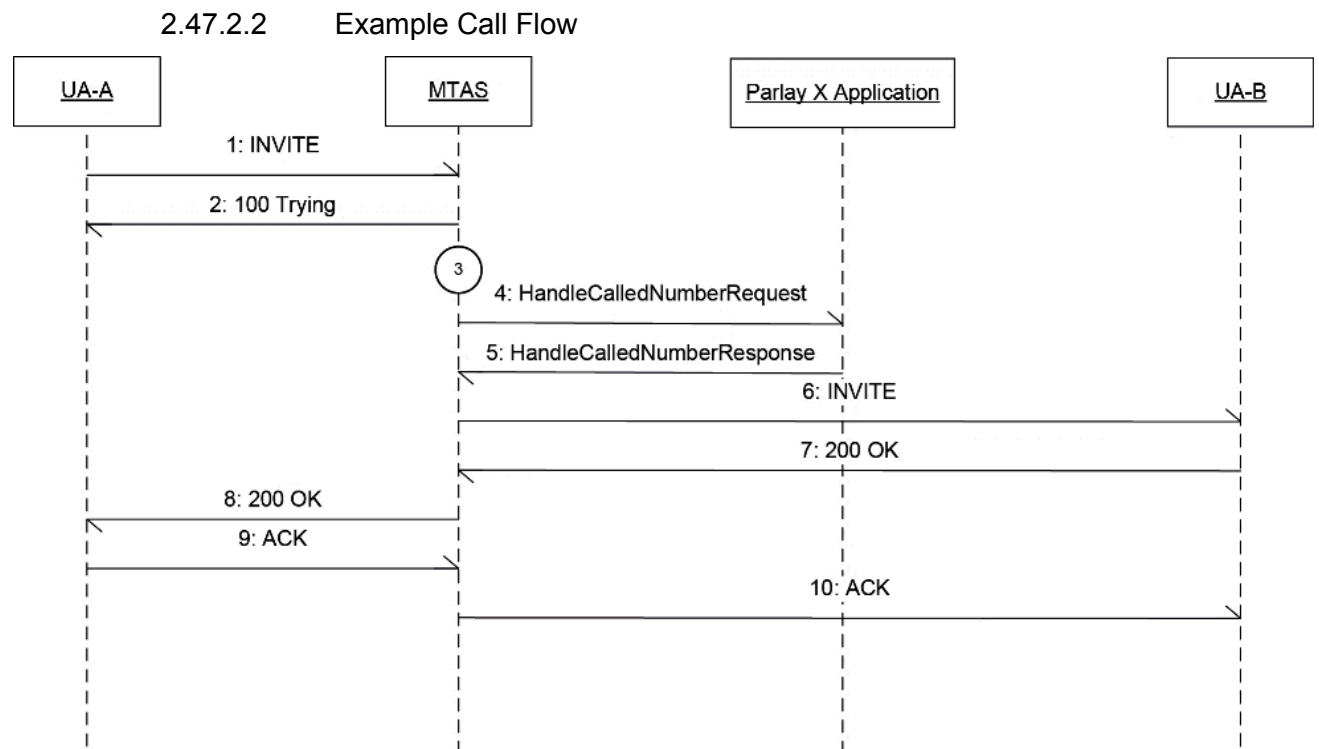 2.47.2.2 Example Call Flow
UA-A
MTAS
Parlay X Application
UA-B
1: INVITE
2: 100 Trying
3
4: HandleCalledNumberRequest
5: HandleCalledNumberResponse
6: INVITE
7: 200 OK
8: 200 OK
9: ACK
10: ACK